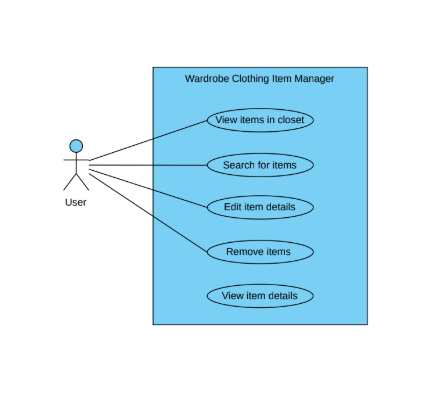 Wardrobe Clothing Item Manager
View items in closet
Search for items
Edit item details
User
Remove items
View item details